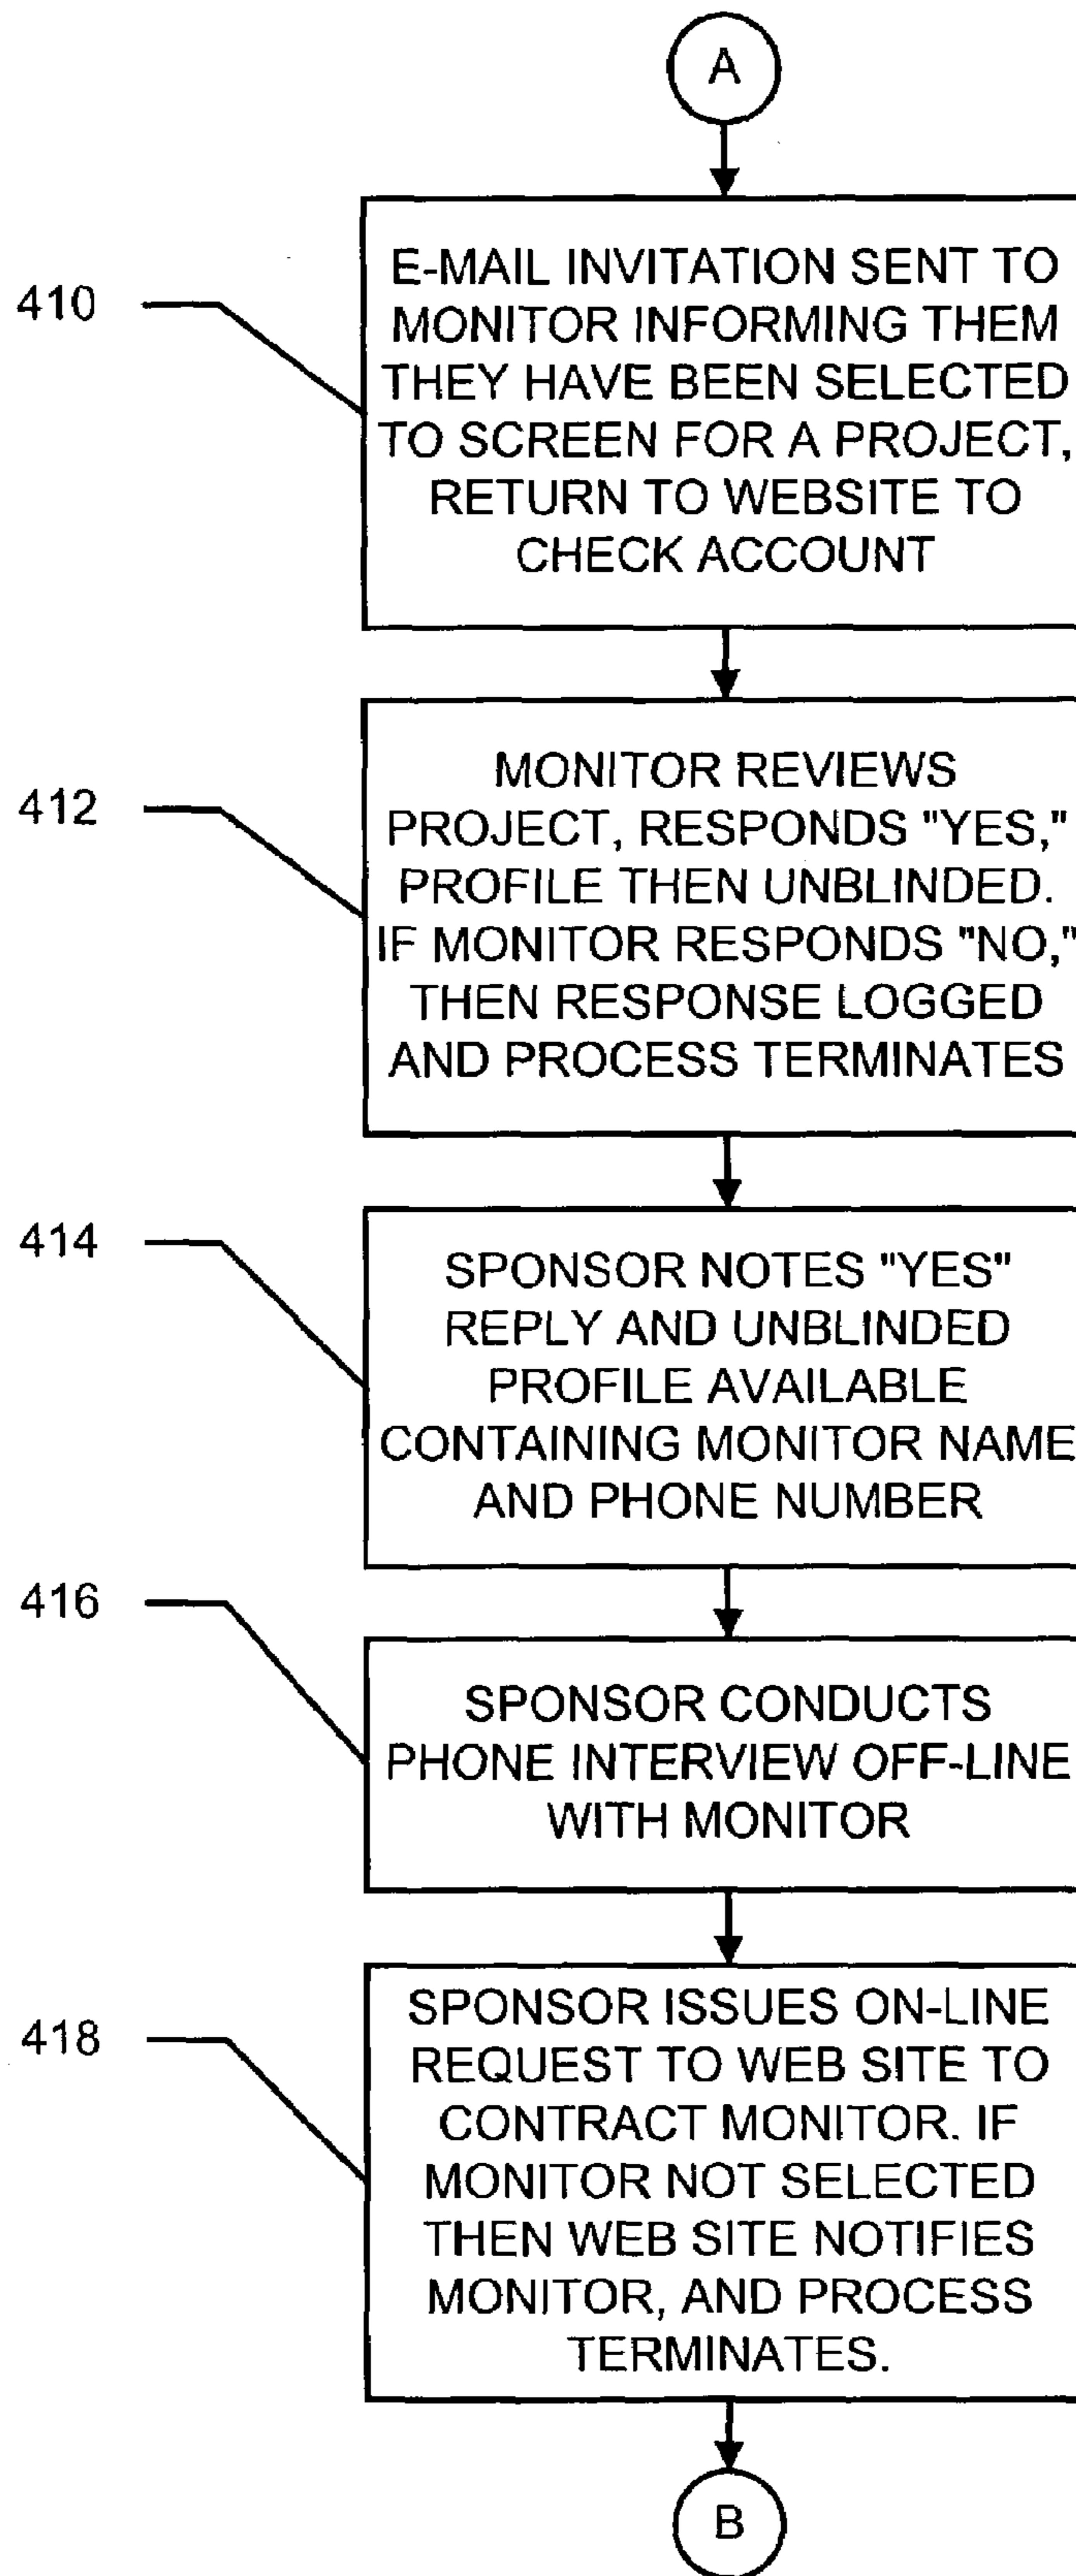 A
410
E-MAIL INVITATION SENT TO
MONITOR INFORMING THEM
THEY HAVE BEEN SELECTED
TO SCREEN FOR A PROJECT,
RETURN TO WEBSITE TO
CHECK ACCOUNT
412
MONITOR REVIEWS
PROJECT, RESPONDS "YES,"
PROFILE THEN UNBLINDED.
IF MONITOR RESPONDS "NO,"
THEN RESPONSE LOGGED
AND PROCESS TERMINATES
414
SPONSOR NOTES "YES"
REPLY AND UNBLINDED
PROFILE AVAILABLE
CONTAINING MONITOR NAME
AND PHONE NUMBER
416
SPONSOR CONDUCTS
PHONE INTERVIEW OFF-LINE
WITH MONITOR
418
SPONSOR ISSUES ON-LINE
REQUEST TO WEB SITE TO
CONTRACT MONITOR. IF
MONITOR NOT SELECTED
THEN WEB SITE NOTIFIES
MONITOR, AND PROCESS
TERMINATES.
B